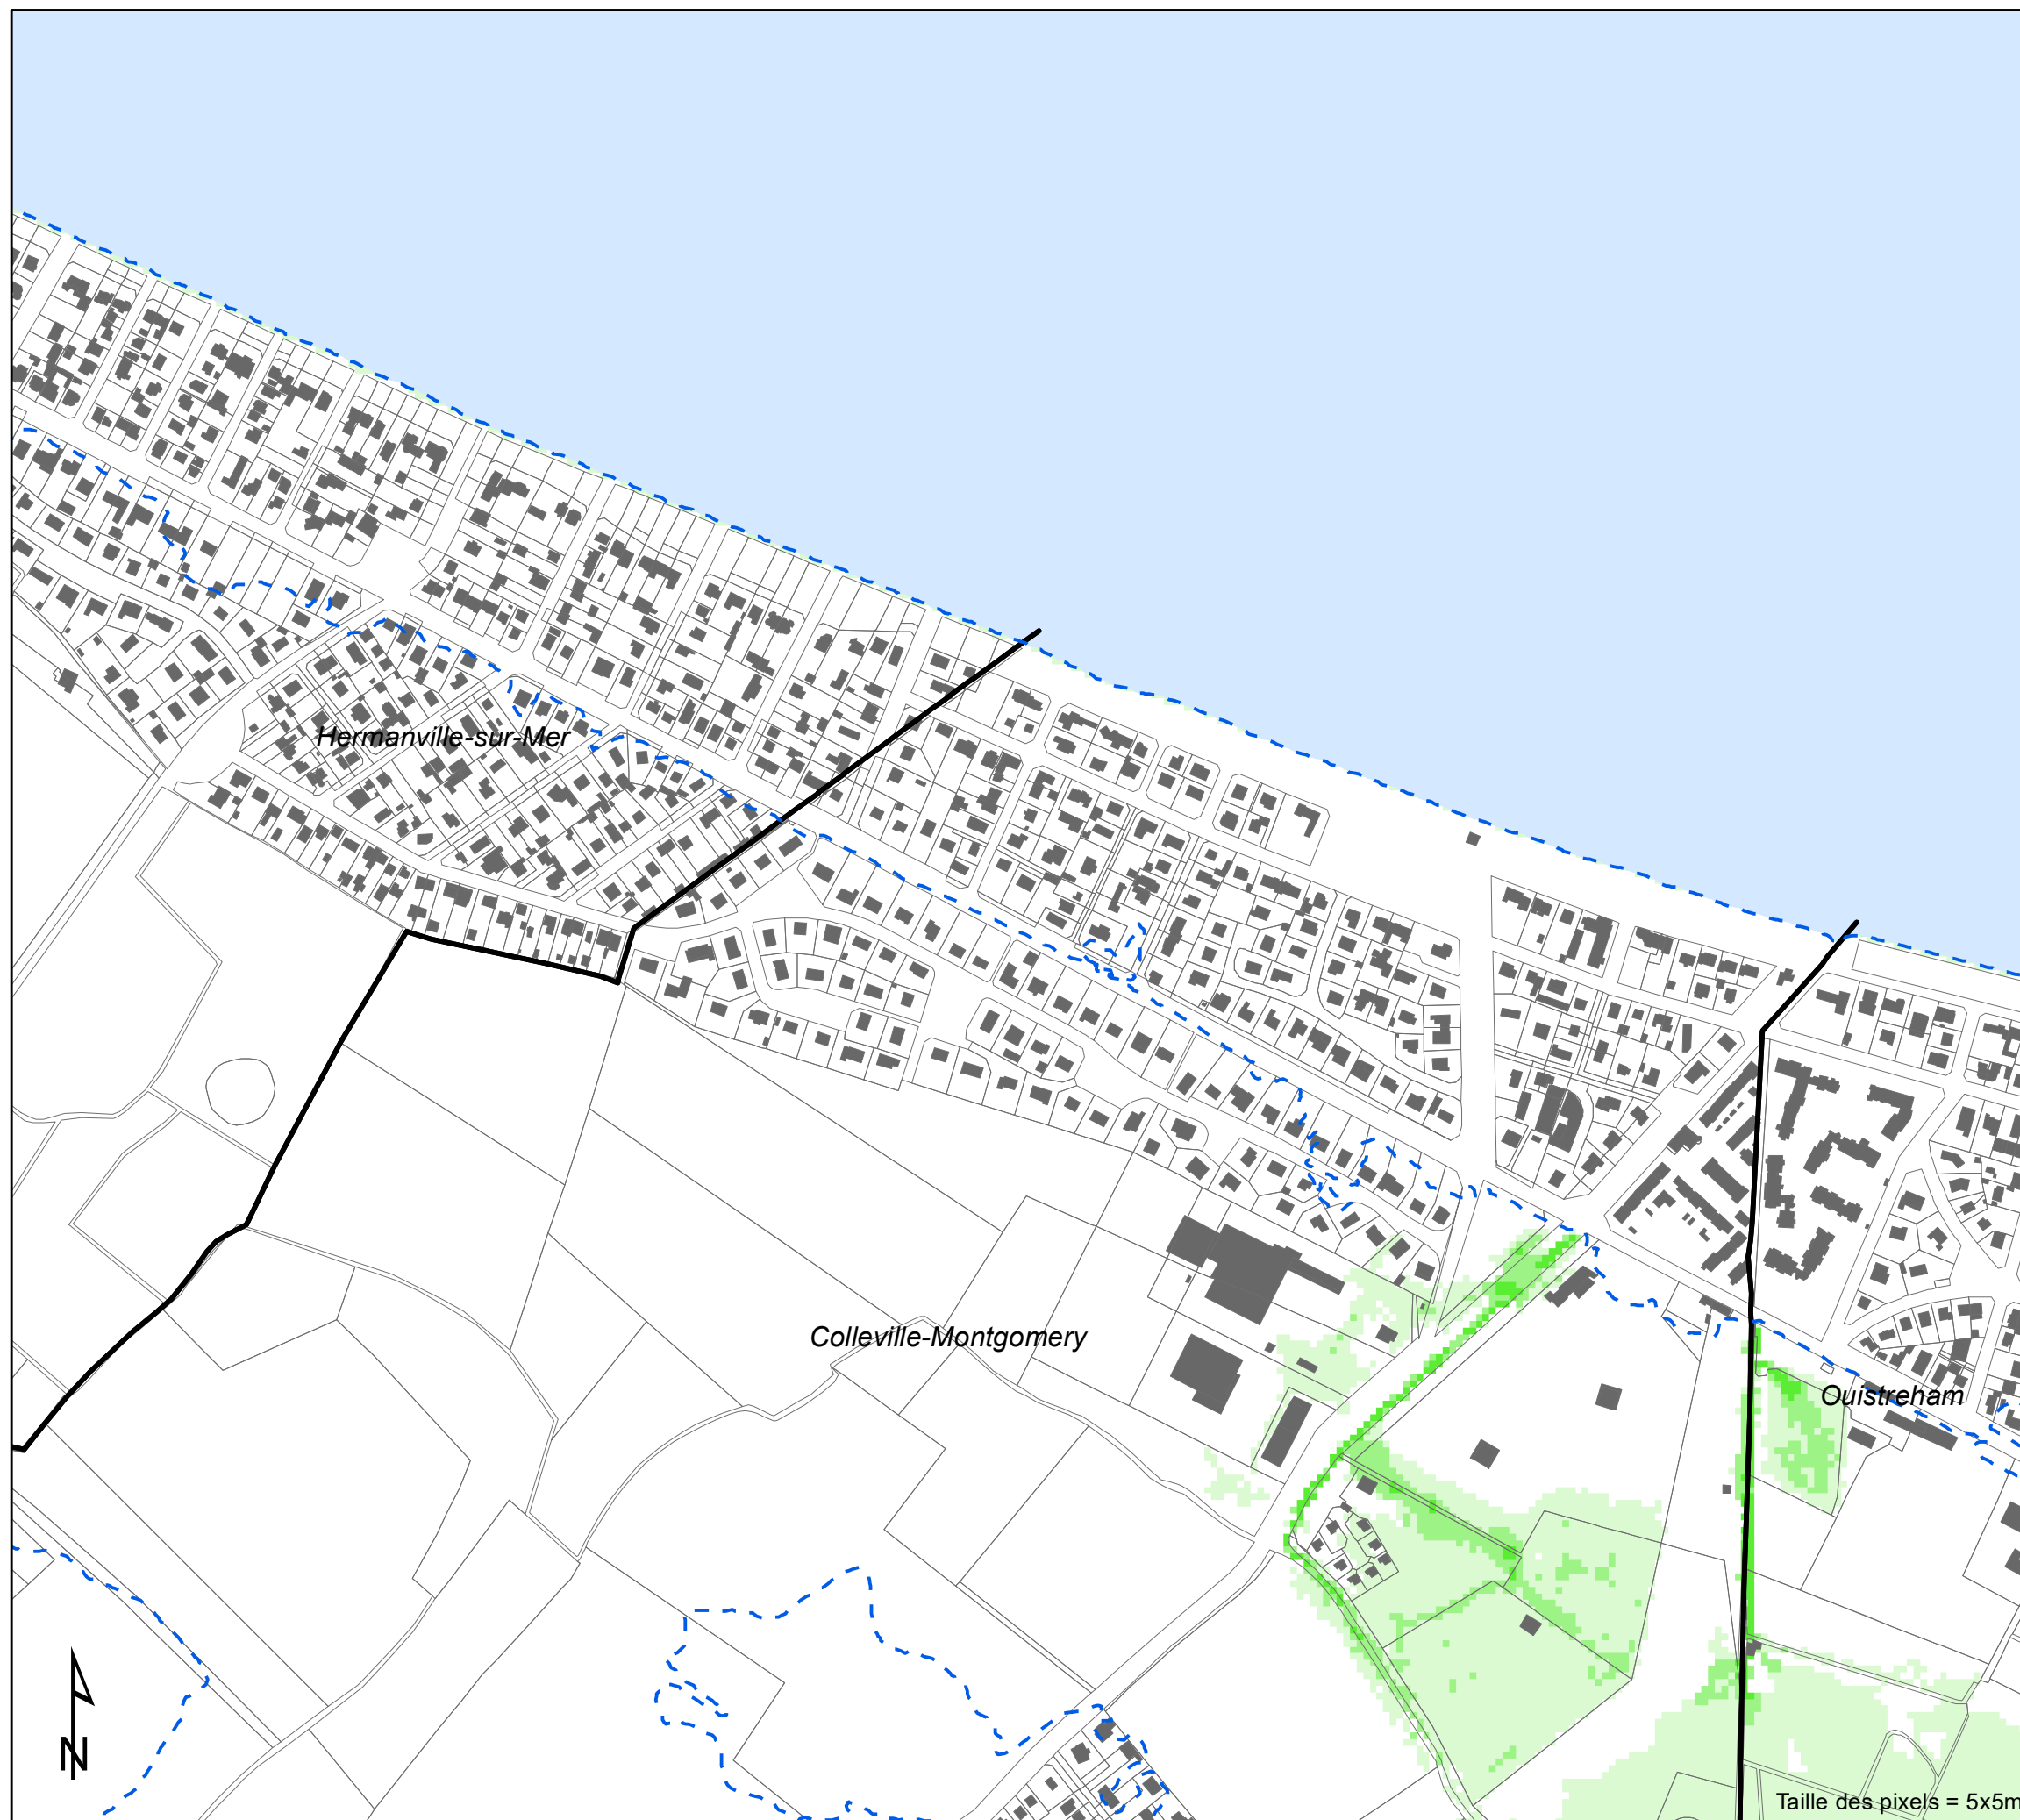 Hermanville-sur-Mer
Colleville-Montgomery
Ouistreham
N
Taille des pixels = 5x5m